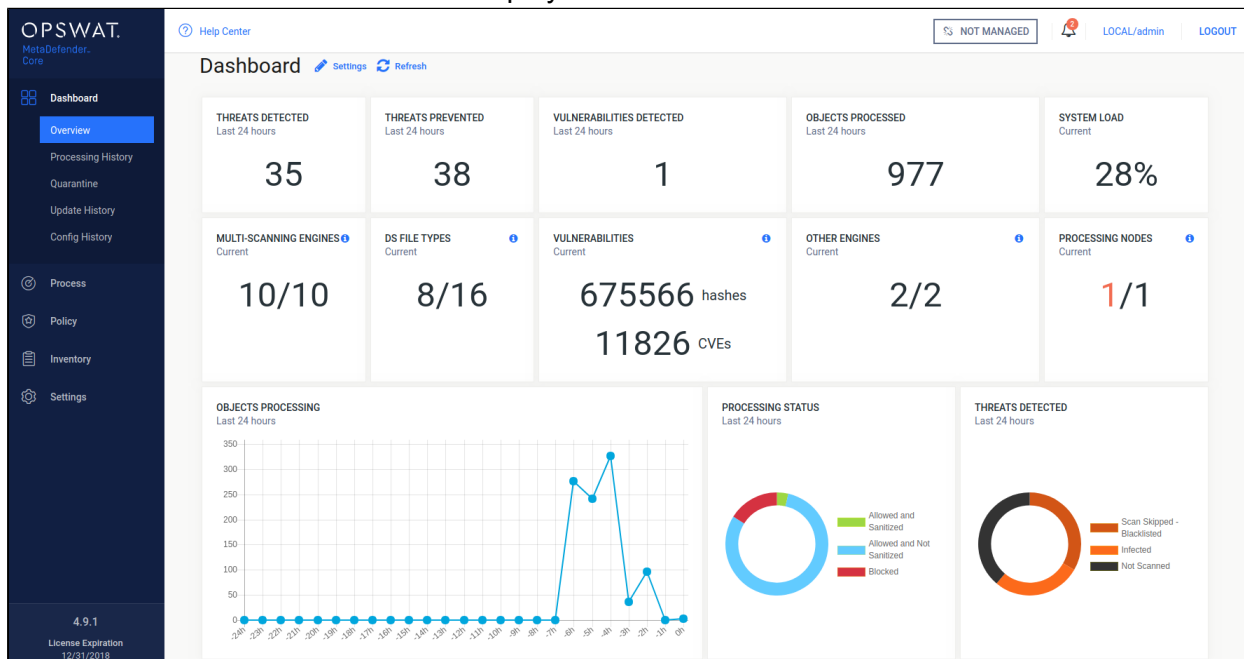 OPSWAT.
MetaDefender™
Core
Help Center
NOT MANAGED
2
LOCAL/admin
LOGOUT
Dashboard
Settings
Refresh
Dashboard
Overview
Processing History
Quarantine
Update History
Config History
Process
Policy
Inventory
Settings
4.9.1
License Expiration
12/31/2018
THREATS DETECTED
Last 24 hours
35
THREATS PREVENTED
Last 24 hours
38
VULNERABILITIES DETECTED
Last 24 hours
1
OBJECTS PROCESSED
Last 24 hours
977
SYSTEM LOAD
Current
28%
MULTI-SCANNING ENGINES
Current
10/10
DS FILE TYPES
Current
8/16
VULNERABILITIES
Current
675566 hashes
11826 CVEs
OTHER ENGINES
Current
2/2
PROCESSING NODES
Current
1/1
OBJECTS PROCESSING
Last 24 hours
350
300
250
200
150
100
50
0
-24h -23h -22h -21h -20h -19h -18h -17h -16h -15h -14h -13h -12h -11h -10h -9h -8h -7h -6h -5h -4h -3h -2h -1h 0h
PROCESSING STATUS
Last 24 hours
Allowed and
Sanitized
Allowed and Not
Sanitized
Blocked
THREATS DETECTED
Last 24 hours
Scan Skipped -
Blacklisted
Infected
Not Scanned